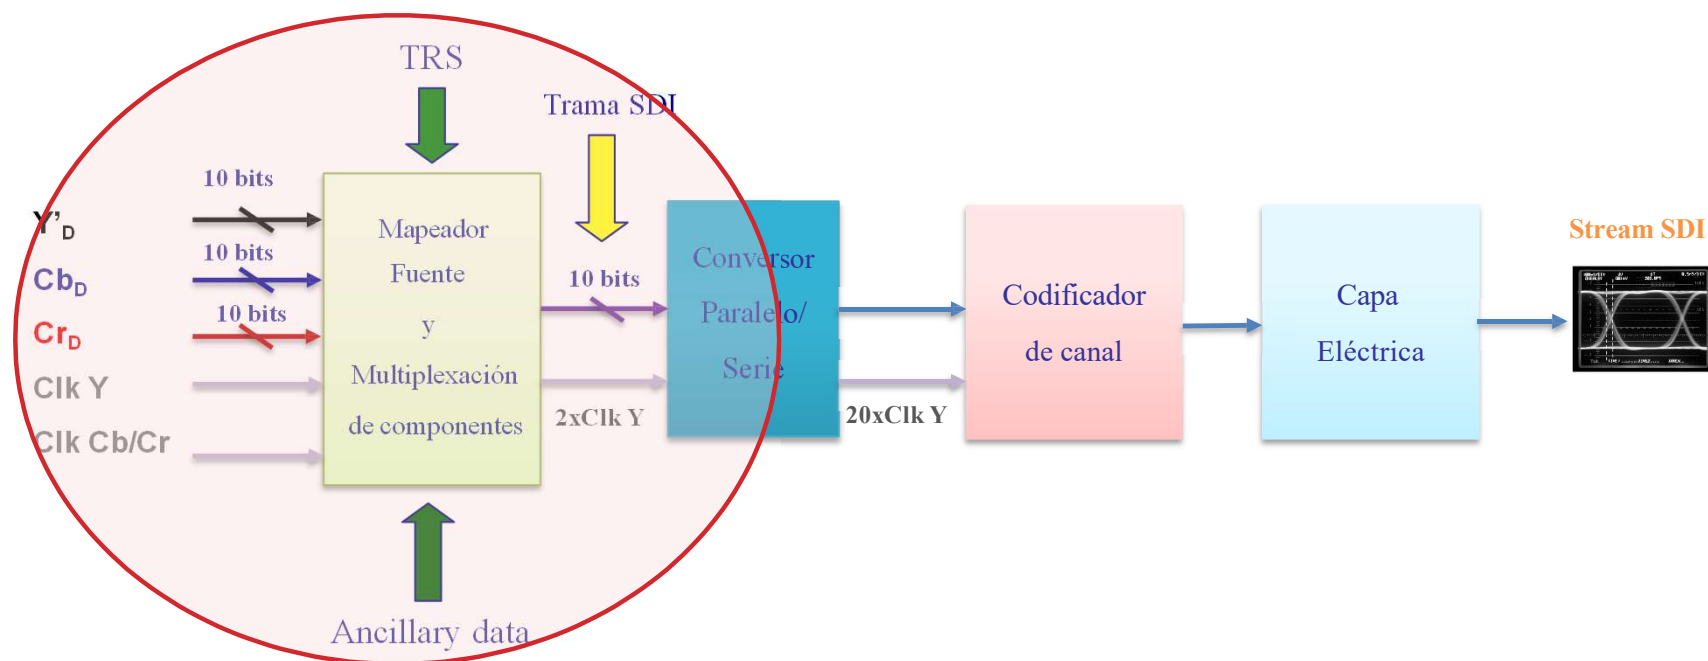 TRS
Trama SDI
10 bits
Y'D
10 bits
CbD
10 bits
CrD
Clk Y
Clk Cb/Cr
Mapeador
Fuente
y
Multiplexación
de componentes
10 bits
2xClk Y
Conversor
Paralelo/
Serie
20xClk Y
Codificador
de canal
Capa
Eléctrica
Stream SDI
Ancillary data